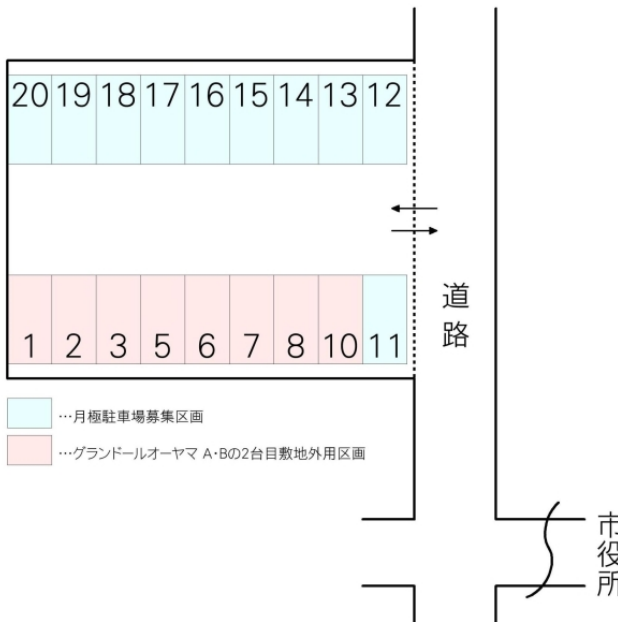 20 19 18 17 16 15 14 13 12
道路
1 2 3 5 6 7 8 10 11
…月極駐車場募集区画
…グランドールオーヤマ A・Bの2台目敷地外用区画
市役所